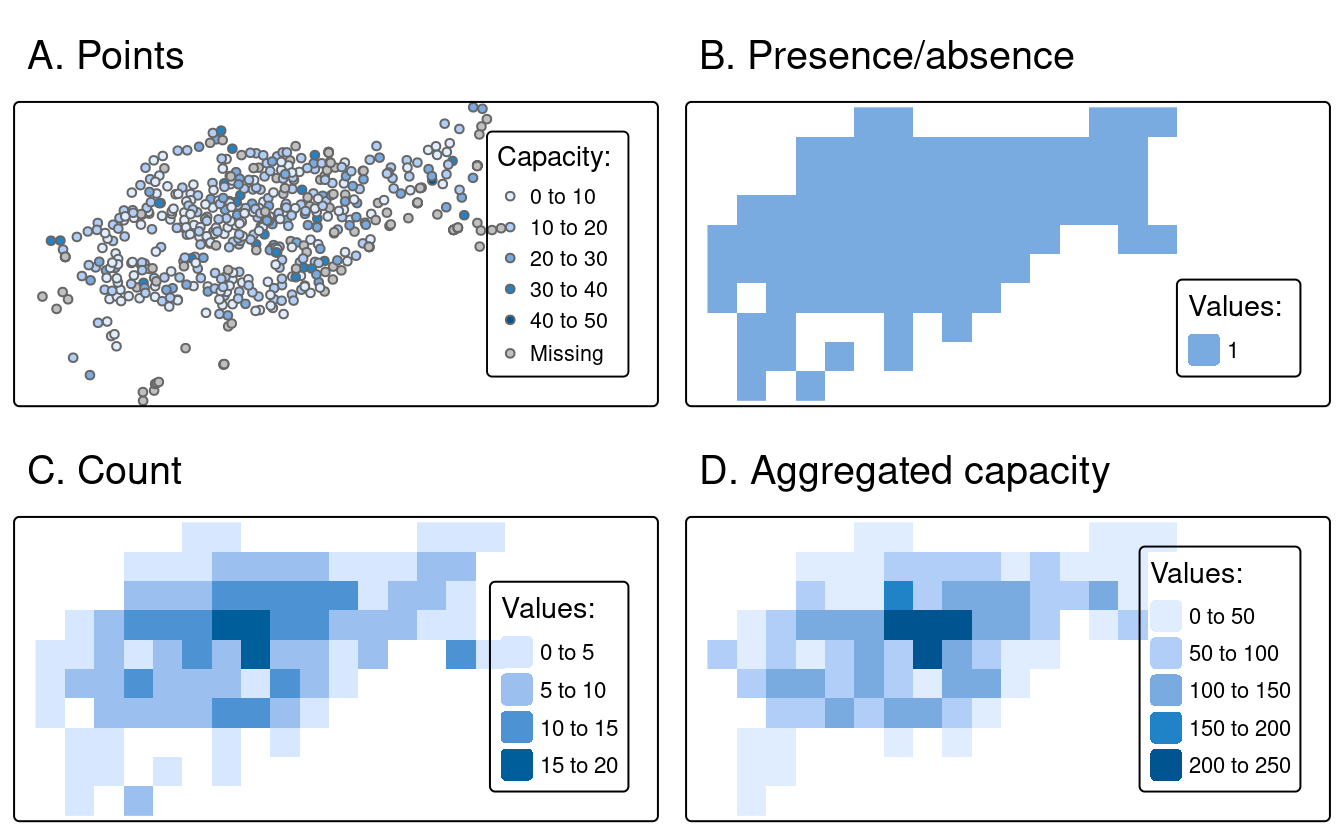 A. Points
Capacity:
0 to 10
10 to 20
20 to 30
30 to 40
40 to 50
Missing
B. Presence/absence
Values:
1
C. Count
Values:
0 to 5
5 to 10
10 to 15
15 to 20
D. Aggregated capacity
Values:
0 to 50
50 to 100
100 to 150
150 to 200
200 to 250